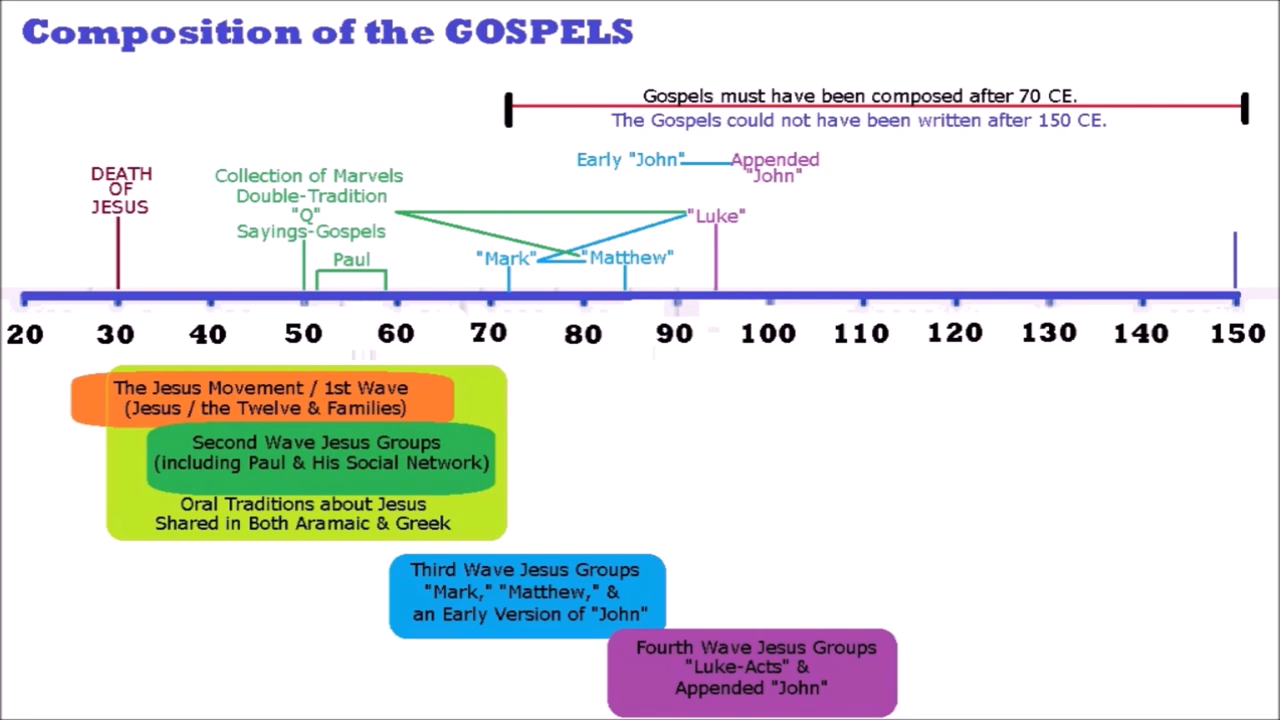 Composition of the GOSPELS
Gospels must have been composed after 70 CE.
The Gospels could not have been written after 150 CE.
Early "John"
Appended
"John"
DEATH
OF
JESUS
Collection of Marvels
Double-Tradition
"Q"
Sayings-Gospels
Paul
"Luke"
"Mark"
"Matthew"
20 30 40 50 60 70 80 90 100 110 120 130 140 150
The Jesus Movement / 1st Wave
(Jesus / the Twelve & Families)
Second Wave Jesus Groups
(including Paul & His Social Network)
Oral Traditions about Jesus
Shared in Both Aramaic & Greek
Third Wave Jesus Groups
"Mark," "Matthew," &
an Early Version of "John"
Fourth Wave Jesus Groups
"Luke-Acts" &
Appended "John"